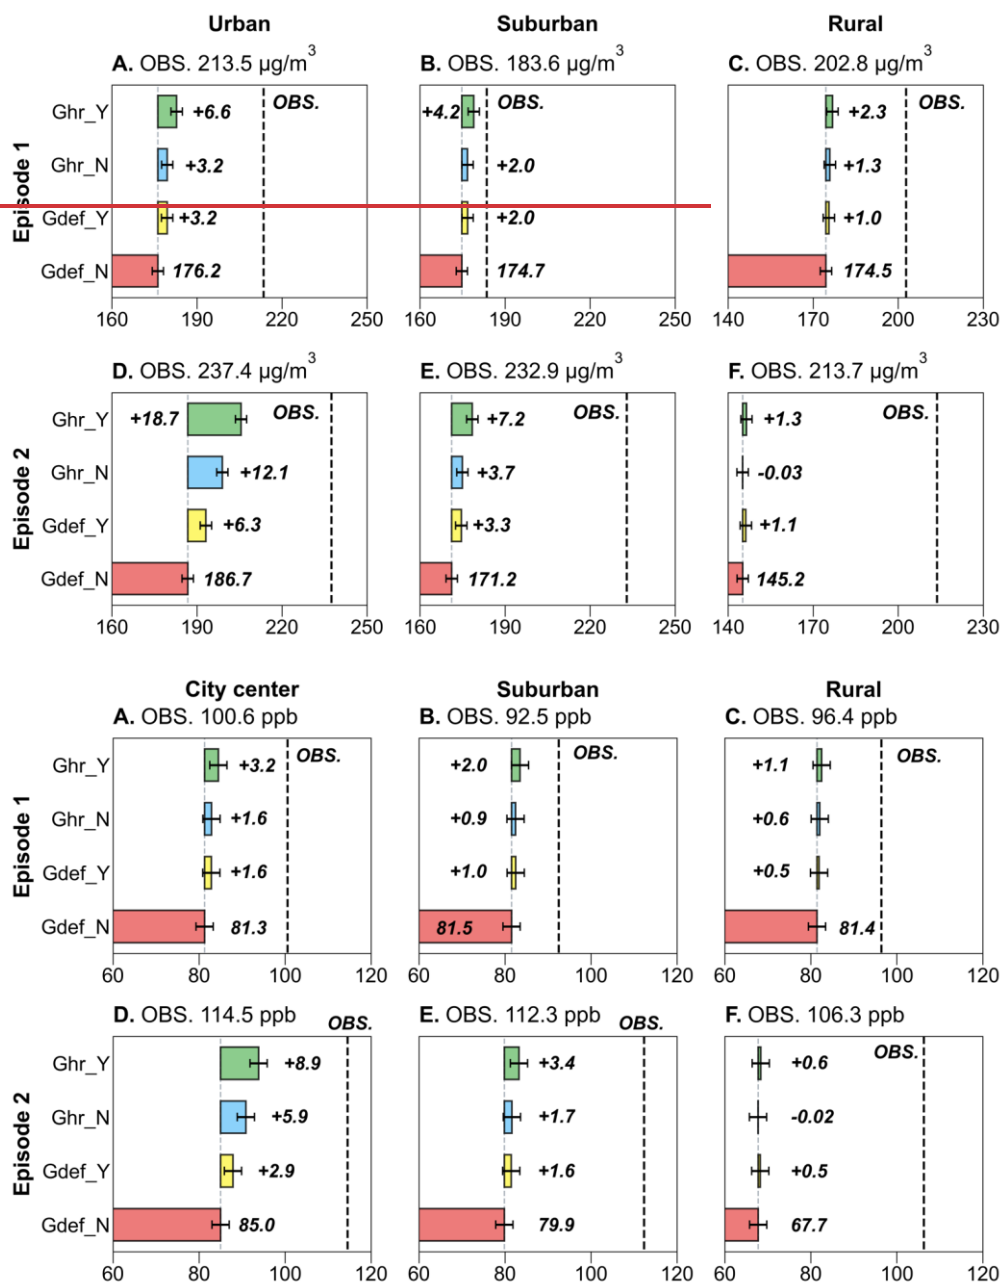 Urban Suburban Rural
A. OBS. 213.5 µg/m³ B. OBS. 183.6 µg/m³ C. OBS. 202.8 µg/m³
Episode 1
Ghr_Y +6.6 OBS. +4.2 OBS. +2.3 OBS.
Ghr_N +3.2 +2.0 +1.3
Gdef_Y +3.2 +2.0 +1.0
Gdef_N 176.2 174.7 174.5
160 190 220 250 160 190 220 250 140 170 200 230
D. OBS. 237.4 µg/m³ E. OBS. 232.9 µg/m³ F. OBS. 213.7 µg/m³
Episode 2
Ghr_Y +18.7 OBS. +7.2 OBS. +1.3 OBS.
Ghr_N +12.1 +3.7 -0.03
Gdef_Y +6.3 +3.3 +1.1
Gdef_N 186.7 171.2 145.2
160 190 220 250 160 190 220 250 140 170 200 230
City center Suburban Rural
A. OBS. 100.6 ppb B. OBS. 92.5 ppb C. OBS. 96.4 ppb
Episode 1
Ghr_Y +3.2 OBS. +2.0 OBS. +1.1 OBS.
Ghr_N +1.6 +0.9 +0.6
Gdef_Y +1.6 +1.0 +0.5
Gdef_N 81.3 81.5 81.4
60 80 100 120 60 80 100 120 60 80 100 120
D. OBS. 114.5 ppb OBS. E. OBS. 112.3 ppb OBS. F. OBS. 106.3 ppb
Episode 2
Ghr_Y +8.9 +3.4 +0.6 OBS.
Ghr_N +5.9 +1.7 -0.02
Gdef_Y +2.9 +1.6 +0.5
Gdef_N 85.0 79.9 67.7
60 80 100 120 60 80 100 120 60 80 100 120